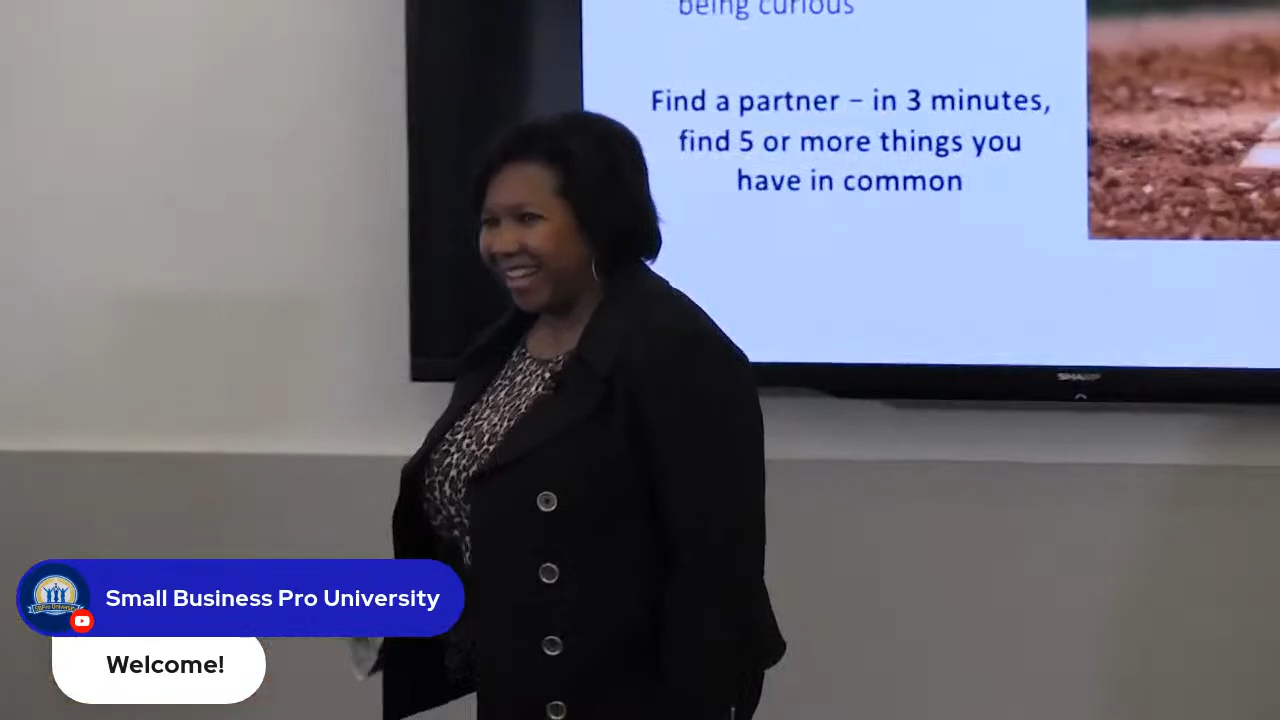 being curious
Find a partner – in 3 minutes,
find 5 or more things you
have in common
SHARP
Small Business Pro University
Welcome!